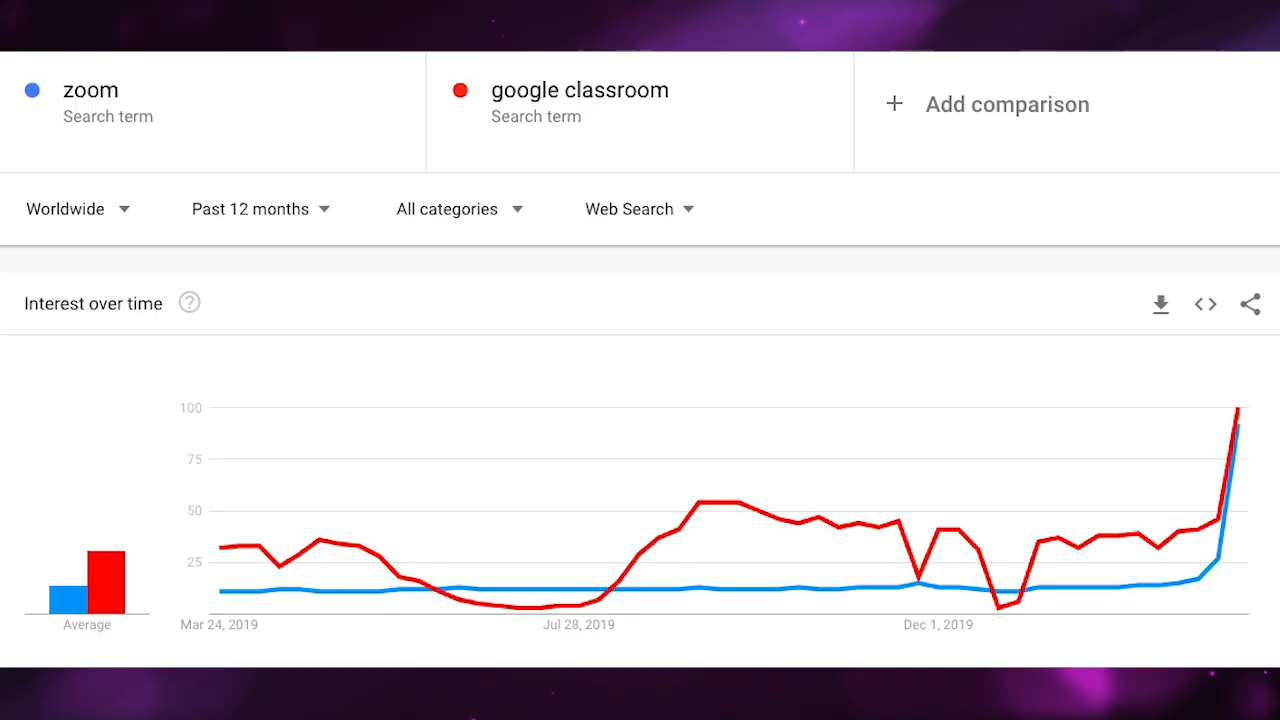 zoom
Search term
google classroom
Search term
+ Add comparison
Worldwide
Past 12 months
All categories
Web Search
Interest over time
?
100
75
50
25
Average
Mar 24, 2019
Jul 28, 2019
Dec 1, 2019